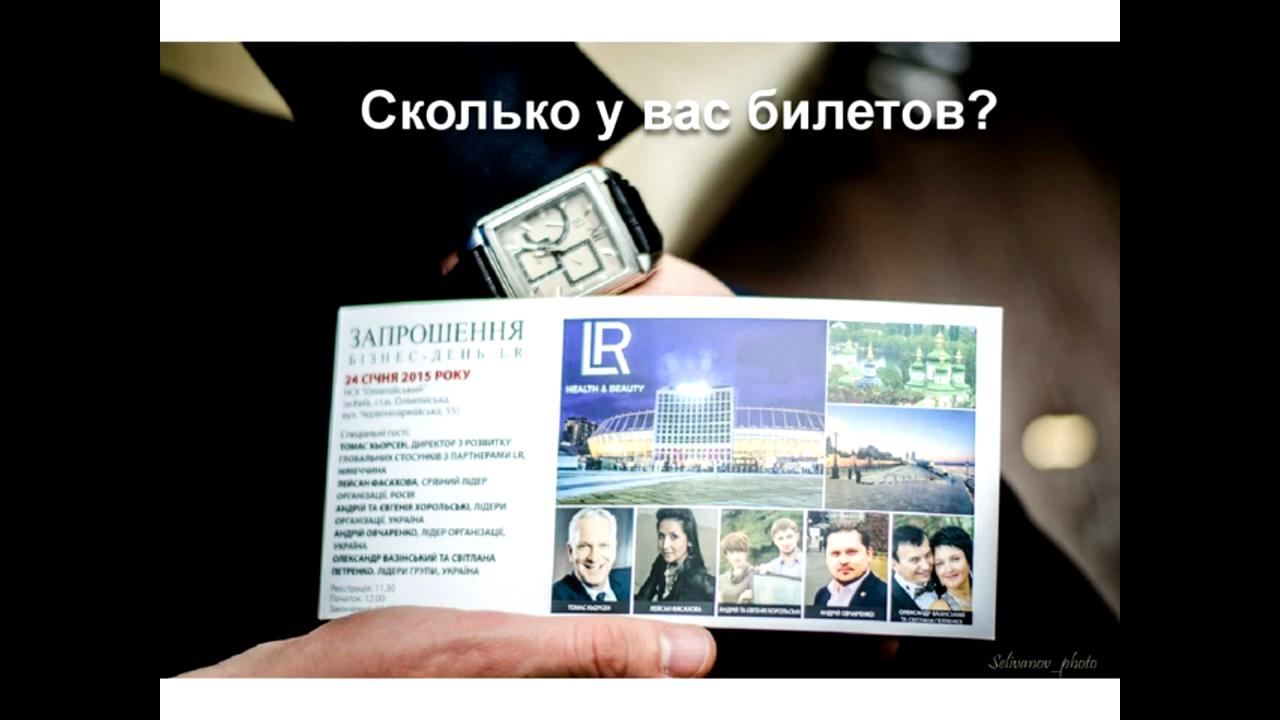 Сколько у вас билетов?
ЗАПРОШЕННЯ
БІЗНЕС-ДЕНЬ LR
24 СІЧНЯ 2015 РОКУ
НСК "Олімпійський"
(м.Київ, ст.м. Олімпійська,
вул. Червоноармійська, 55)
Спеціальні гості:
ТОМАС КЬОРСЕН, ДИРЕКТОР З РОЗВИТКУ
ГЛОБАЛЬНИХ СТОСУНКІВ З ПАРТНЕРАМИ LR,
НІМЕЧЧИНА
ЛЕЙСАН ФАСАХОВА, СРІБНИЙ ЛІДЕР
ОРГАНІЗАЦІЇ, РОСІЯ
АНДРІЙ ТА ЄВГЕНІЯ ХОРОЛЬСЬКІ, ЛІДЕРИ
ОРГАНІЗАЦІЇ, УКРАЇНА
АНДРІЙ ОВЧАРЕНКО, ЛІДЕР ОРГАНІЗАЦІЇ,
УКРАЇНА
ОЛЕКСАНДР ВАЗІНСЬКИЙ ТА СВІТЛАНА
ПЕТРЕНКО, ЛІДЕРИ ГРУПИ, УКРАЇНА
Реєстрація: 11.30
Початок: 12.00
LR
HEALTH & BEAUTY
ТОМАС КЬОРСЕН
ЛЕЙСАН ФАСАХОВА
АНДРІЙ ТА ЄВГЕНІЯ ХОРОЛЬСЬКІ
АНДРІЙ ОВЧАРЕНКО
ОЛЕКСАНДР ВАЗІНСЬКИЙ
ТА СВІТЛАНА ПЕТРЕНКО
Selivanov_photo